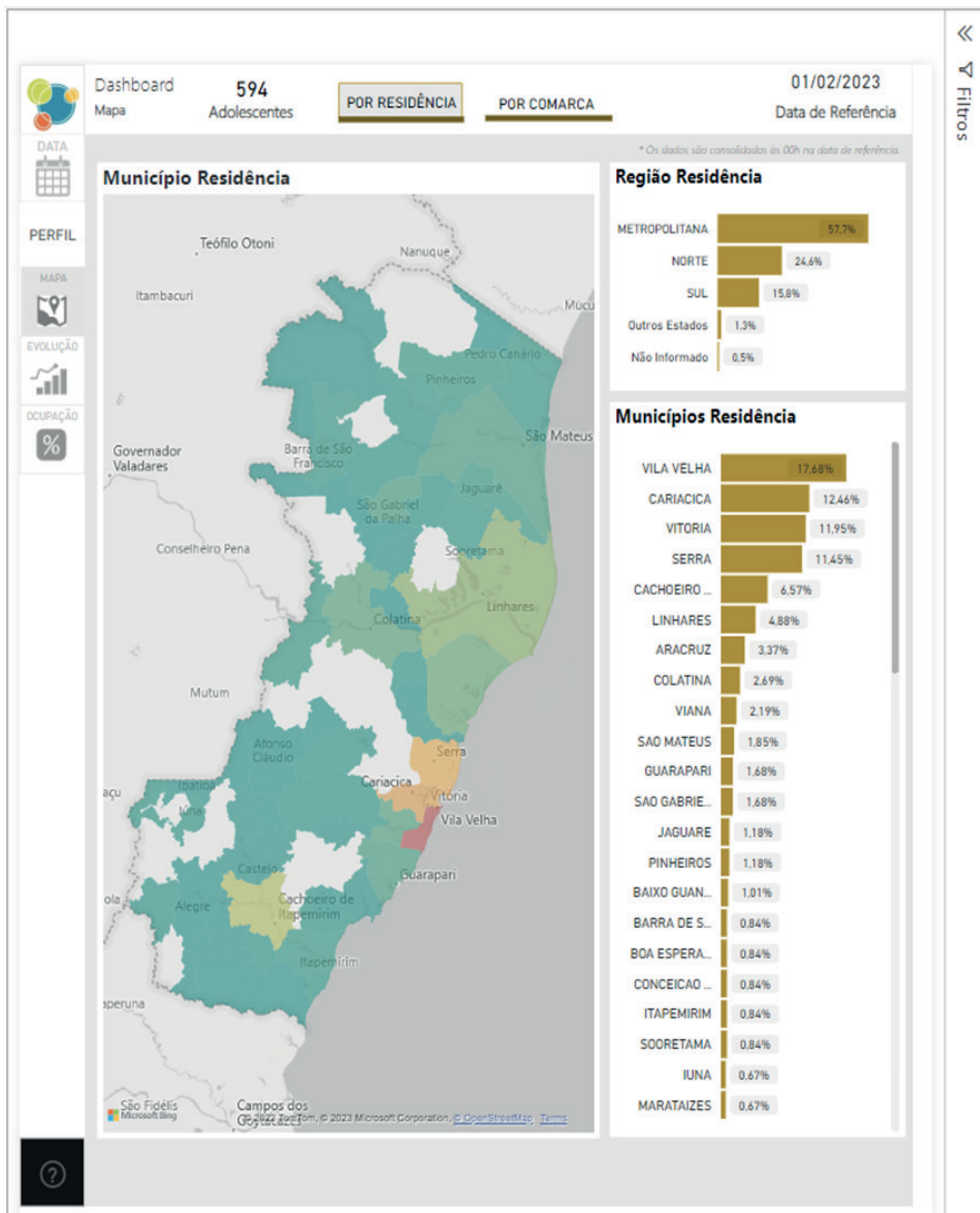 Filtros
Dashboard
Mapa
594
Adolescentes
POR RESIDÊNCIA
POR COMARCA
01/02/2023
Data de Referência
* Os dados são consolidados às 00h na data de referência.
DATA
PERFIL
MAPA
EVOLUÇÃO
OCUPAÇÃO
%
?
Município Residência
Teófilo Otoni
Nanuque
Itambacuri
Mucu
Pedro Canário
Pinheiros
São Mateus
Barra de São
Francisco
Governador
Valadares
Jaguaré
São Gabriel
da Palha
Conselheiro Pena
Sooretama
Linhares
Colatina
Mutum
Afonso
Cláudio
Serra
Cariacica
Vitória
açu
Ibatiba
Iúna
Vila Velha
Castelo
Guarapari
ola
Alegre
Cachoeiro de
Itapemirim
Itapemirim
aperuna
São Fidélis
Campos dos
Goytacazes
Microsoft Bing
© 2022 TomTom, © 2023 Microsoft Corporation, © OpenStreetMap Terms
Região Residência
METROPOLITANA 57,7%
NORTE 24,6%
SUL 15,8%
Outros Estados 1,3%
Não Informado 0,5%
Municípios Residência
VILA VELHA 17,68%
CARIACICA 12,46%
VITORIA 11,95%
SERRA 11,45%
CACHOEIRO ... 6,57%
LINHARES 4,88%
ARACRUZ 3,37%
COLATINA 2,69%
VIANA 2,19%
SAO MATEUS 1,85%
GUARAPARI 1,68%
SAO GABRIE... 1,68%
JAGUARE 1,18%
PINHEIROS 1,18%
BAIXO GUAN... 1,01%
BARRA DE S... 0,84%
BOA ESPERA... 0,84%
CONCEICAO ... 0,84%
ITAPEMIRIM 0,84%
SOORETAMA 0,84%
IUNA 0,67%
MARATAIZES 0,67%